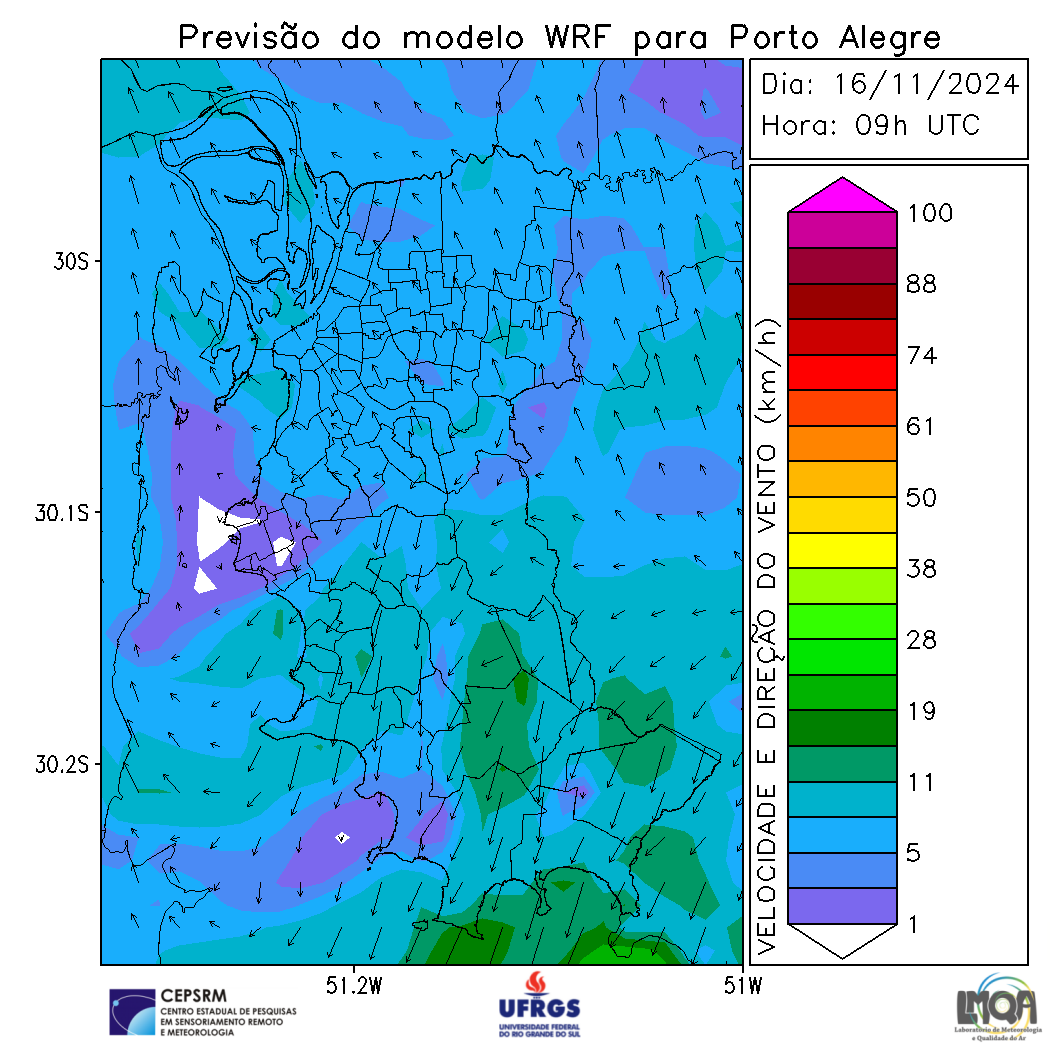 Previsão do modelo WRF para Porto Alegre
Dia: 16/11/2024
Hora: 09h UTC
30S
30.1S
30.2S
51.2W
51W
VELOCIDADE E DIREÇÃO DO VENTO (km/h)
100
88
74
61
50
38
28
19
11
5
1
CEPSRM
CENTRO ESTADUAL DE PESQUISAS
EM SENSORIAMENTO REMOTO
E METEOROLOGIA
UFRGS
UNIVERSIDADE FEDERAL
DO RIO GRANDE DO SUL
LMQA
Laboratório de Meteorologia
e Qualidade do Ar